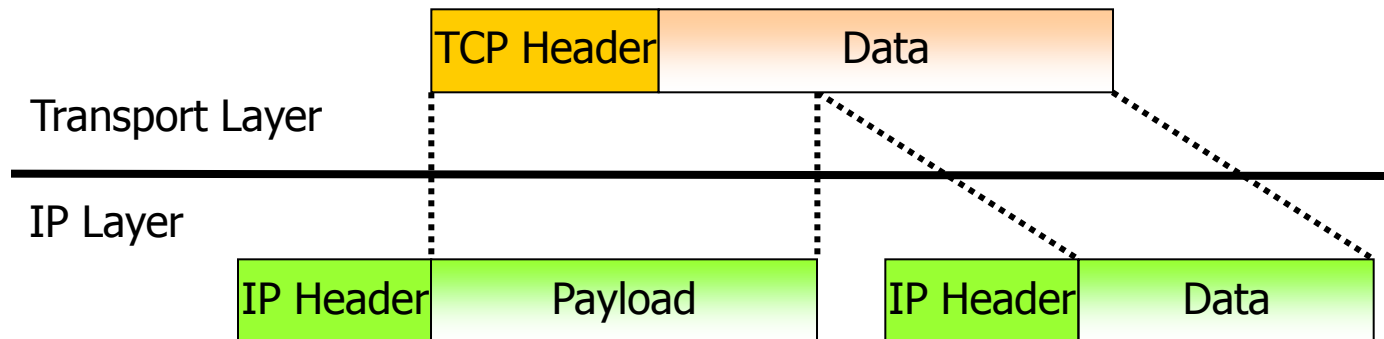 TCP Header
Data
Transport Layer
IP Layer
IP Header
Payload
IP Header
Data